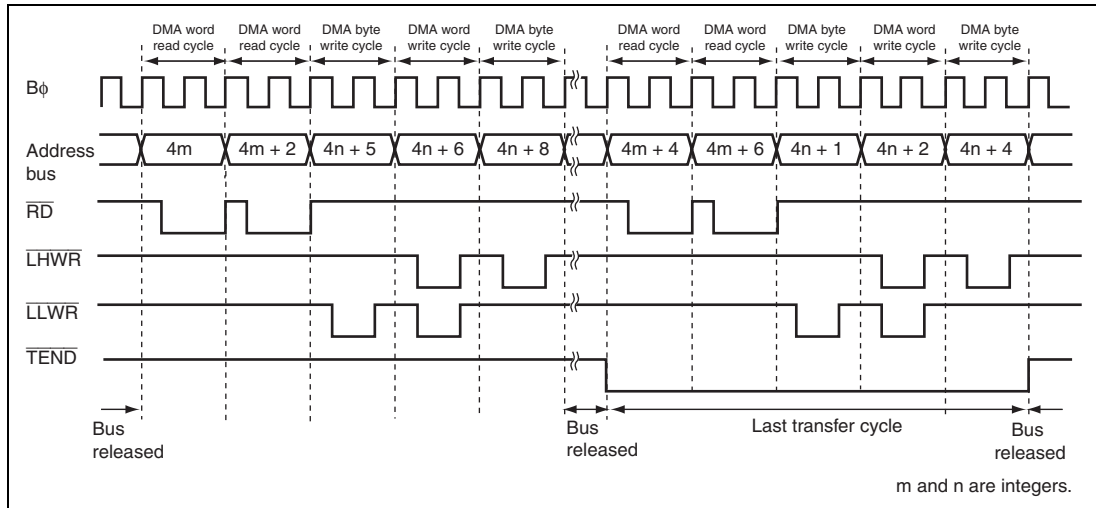 DMA word DMA word DMA byte DMA word DMA byte DMA word DMA word DMA byte DMA word DMA byte
read cycle read cycle write cycle write cycle write cycle read cycle read cycle write cycle write cycle write cycle
Bφ
Address
bus
4m 4m + 2 4n + 5 4n + 6 4n + 8 4m + 4 4m + 6 4n + 1 4n + 2 4n + 4
RD
LHWR
LLWR
TEND
Bus
released
Bus
released
Last transfer cycle
Bus
released
m and n are integers.